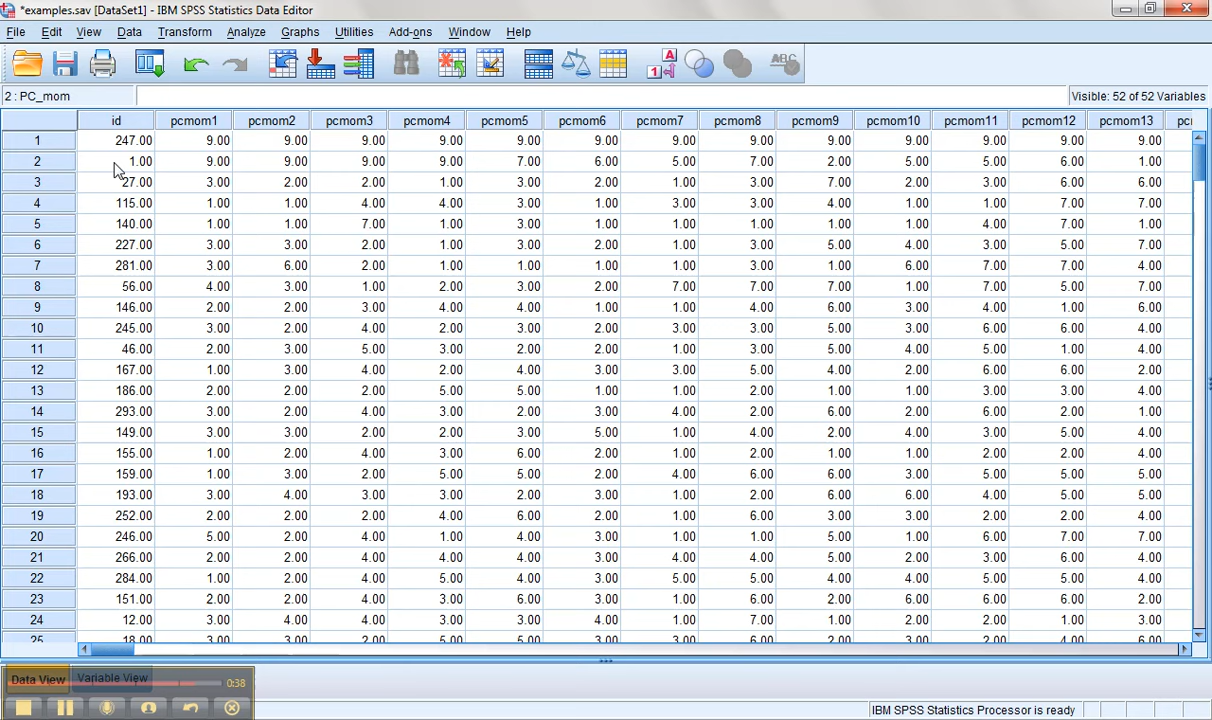 *examples.sav [DataSet1] - IBM SPSS Statistics Data Editor
File Edit View Data Transform Analyze Graphs Utilities Add-ons Window Help
2 : PC_mom Visible: 52 of 52 Variables
id pcmom1 pcmom2 pcmom3 pcmom4 pcmom5 pcmom6 pcmom7 pcmom8 pcmom9 pcmom10 pcmom11 pcmom12 pcmom13
1 247.00 9.00 9.00 9.00 9.00 9.00 9.00 9.00 9.00 9.00 9.00 9.00 9.00 9.00
2 1.00 9.00 9.00 9.00 9.00 7.00 6.00 5.00 7.00 2.00 5.00 5.00 6.00 1.00
3 27.00 3.00 2.00 2.00 1.00 3.00 2.00 1.00 3.00 7.00 2.00 3.00 6.00 6.00
4 115.00 1.00 1.00 4.00 4.00 3.00 1.00 3.00 3.00 4.00 1.00 1.00 7.00 7.00
5 140.00 1.00 1.00 7.00 1.00 3.00 1.00 1.00 1.00 1.00 1.00 4.00 7.00 1.00
6 227.00 3.00 3.00 2.00 1.00 3.00 2.00 1.00 3.00 5.00 4.00 3.00 5.00 7.00
7 281.00 3.00 6.00 2.00 1.00 1.00 1.00 1.00 3.00 1.00 6.00 7.00 7.00 4.00
8 56.00 4.00 3.00 1.00 2.00 3.00 2.00 7.00 7.00 7.00 1.00 7.00 5.00 7.00
9 146.00 2.00 2.00 3.00 4.00 4.00 1.00 1.00 4.00 6.00 3.00 4.00 1.00 6.00
10 245.00 3.00 2.00 4.00 2.00 3.00 2.00 3.00 3.00 5.00 3.00 6.00 6.00 4.00
11 46.00 2.00 3.00 5.00 3.00 2.00 2.00 1.00 3.00 5.00 4.00 5.00 1.00 4.00
12 167.00 1.00 3.00 4.00 2.00 4.00 3.00 3.00 5.00 4.00 2.00 6.00 6.00 2.00
13 186.00 2.00 2.00 2.00 5.00 5.00 1.00 1.00 2.00 1.00 1.00 3.00 3.00 4.00
14 293.00 3.00 2.00 4.00 2.00 3.00 3.00 4.00 2.00 6.00 2.00 6.00 2.00 1.00
15 149.00 3.00 3.00 2.00 2.00 3.00 5.00 1.00 4.00 2.00 4.00 3.00 5.00 4.00
16 155.00 1.00 2.00 4.00 3.00 6.00 2.00 1.00 2.00 1.00 1.00 2.00 2.00 4.00
17 159.00 1.00 3.00 2.00 5.00 5.00 2.00 4.00 6.00 6.00 3.00 5.00 5.00 5.00
18 193.00 3.00 4.00 3.00 3.00 2.00 3.00 1.00 2.00 6.00 6.00 4.00 5.00 5.00
19 252.00 2.00 2.00 2.00 4.00 6.00 2.00 1.00 6.00 3.00 3.00 2.00 2.00 4.00
20 246.00 5.00 2.00 4.00 1.00 4.00 3.00 1.00 1.00 5.00 1.00 6.00 7.00 7.00
21 266.00 2.00 2.00 4.00 4.00 4.00 3.00 4.00 4.00 5.00 2.00 3.00 6.00 4.00
22 284.00 1.00 2.00 4.00 5.00 4.00 3.00 5.00 5.00 4.00 4.00 5.00 5.00 4.00
23 151.00 2.00 2.00 4.00 3.00 6.00 3.00 1.00 6.00 2.00 6.00 6.00 6.00 2.00
24 12.00 3.00 4.00 4.00 3.00 3.00 4.00 1.00 7.00 1.00 2.00 2.00 1.00 3.00
25 18.00 3.00 3.00 2.00 5.00 5.00 3.00 3.00 6.00 2.00 3.00 2.00 4.00 6.00
Data View Variable View 0:38
IBM SPSS Statistics Processor is ready